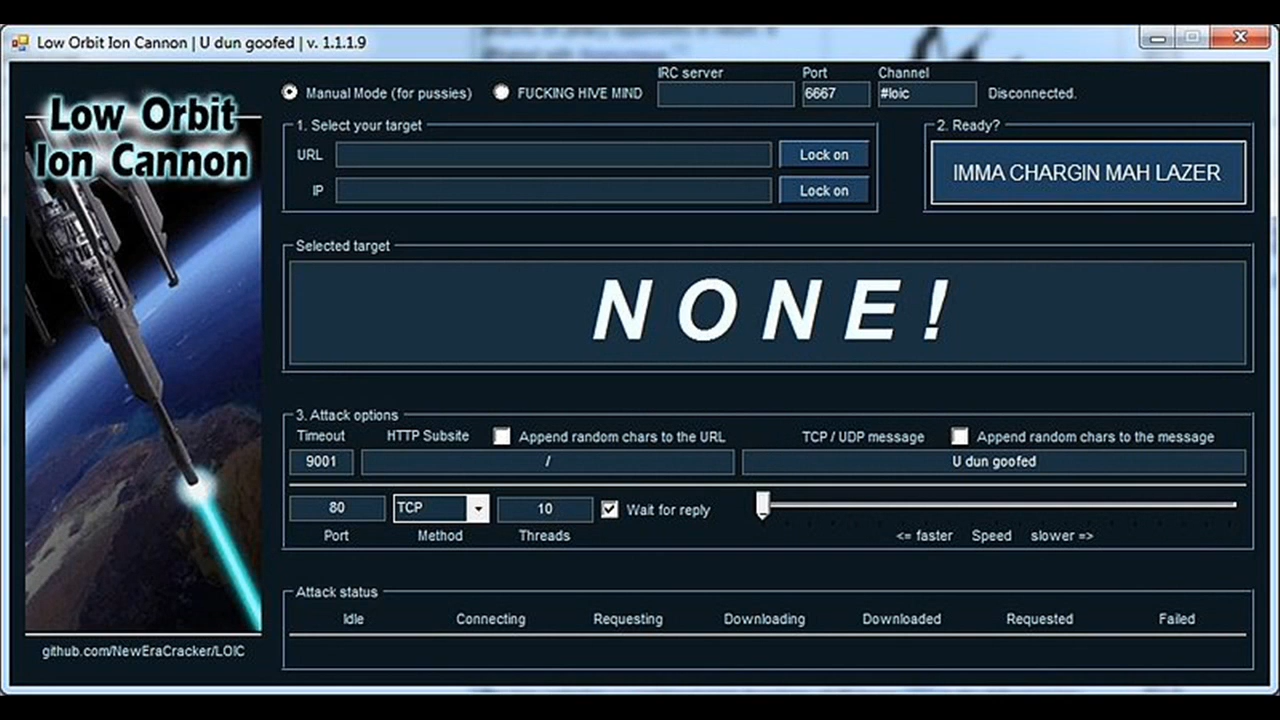 Low Orbit Ion Cannon | U dun goofed | v. 1.1.1.9
Low Orbit
Ion Cannon
github.com/NewEraCracker/LOIC
Manual Mode (for pussies)
FUCKING HIVE MIND
IRC server
Port
Channel
6667
#loic
Disconnected.
1. Select your target
URL
Lock on
IP
Lock on
2. Ready?
IMMA CHARGIN MAH LAZER
Selected target
NONE!
3. Attack options
Timeout
HTTP Subsite
Append random chars to the URL
TCP / UDP message
Append random chars to the message
9001
/
U dun goofed
80
TCP
10
Wait for reply
Port
Method
Threads
<= faster
Speed
slower =>
Attack status
Idle
Connecting
Requesting
Downloading
Downloaded
Requested
Failed